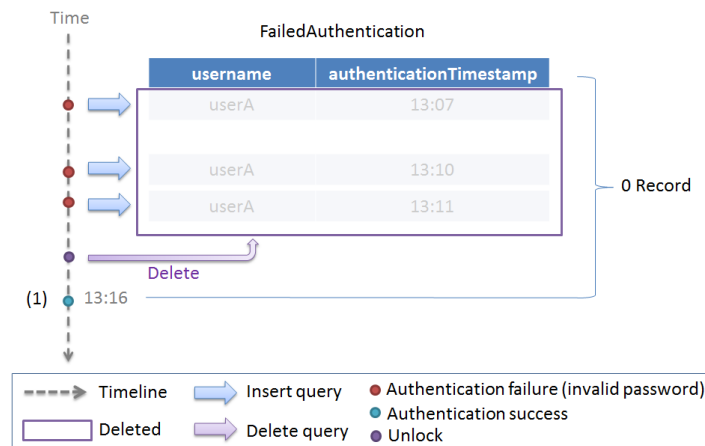 Time
FailedAuthentication
username authenticationTimestamp
userA 13:07
userA 13:10
userA 13:11
0 Record
Delete
(1) 13:16
Timeline Insert query Authentication failure (invalid password)
Authentication success
Deleted Delete query Unlock